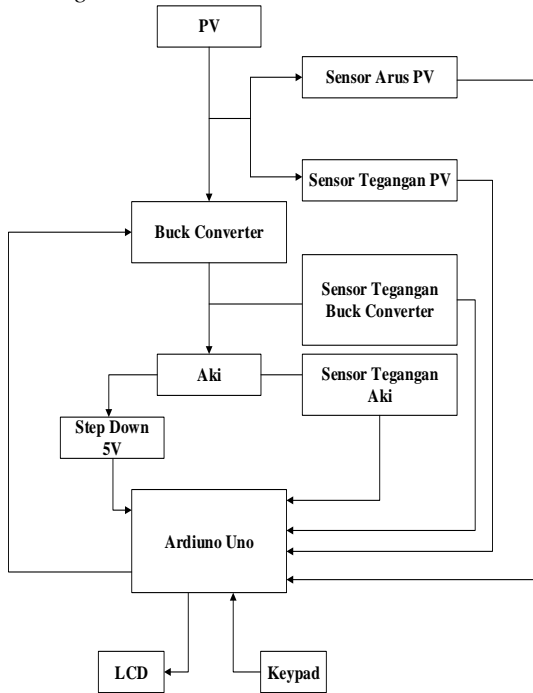 PV
Sensor Arus PV
Sensor Tegangan PV
Buck Converter
Sensor Tegangan
Buck Converter
Aki
Sensor Tegangan
Aki
Step Down
5V
Ardiuno Uno
LCD
Keypad